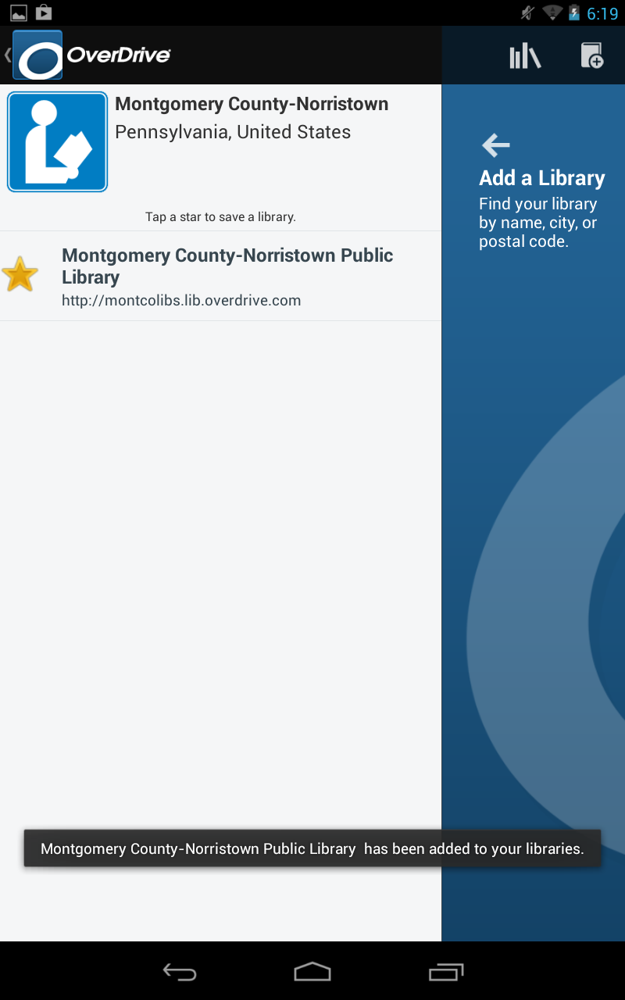 6:19
OverDrive
Montgomery County-Norristown
Pennsylvania, United States
Tap a star to save a library.
Montgomery County-Norristown Public
Library
http://montcolibs.lib.overdrive.com
Add a Library
Find your library
by name, city, or
postal code.
Montgomery County-Norristown Public Library  has been added to your libraries.